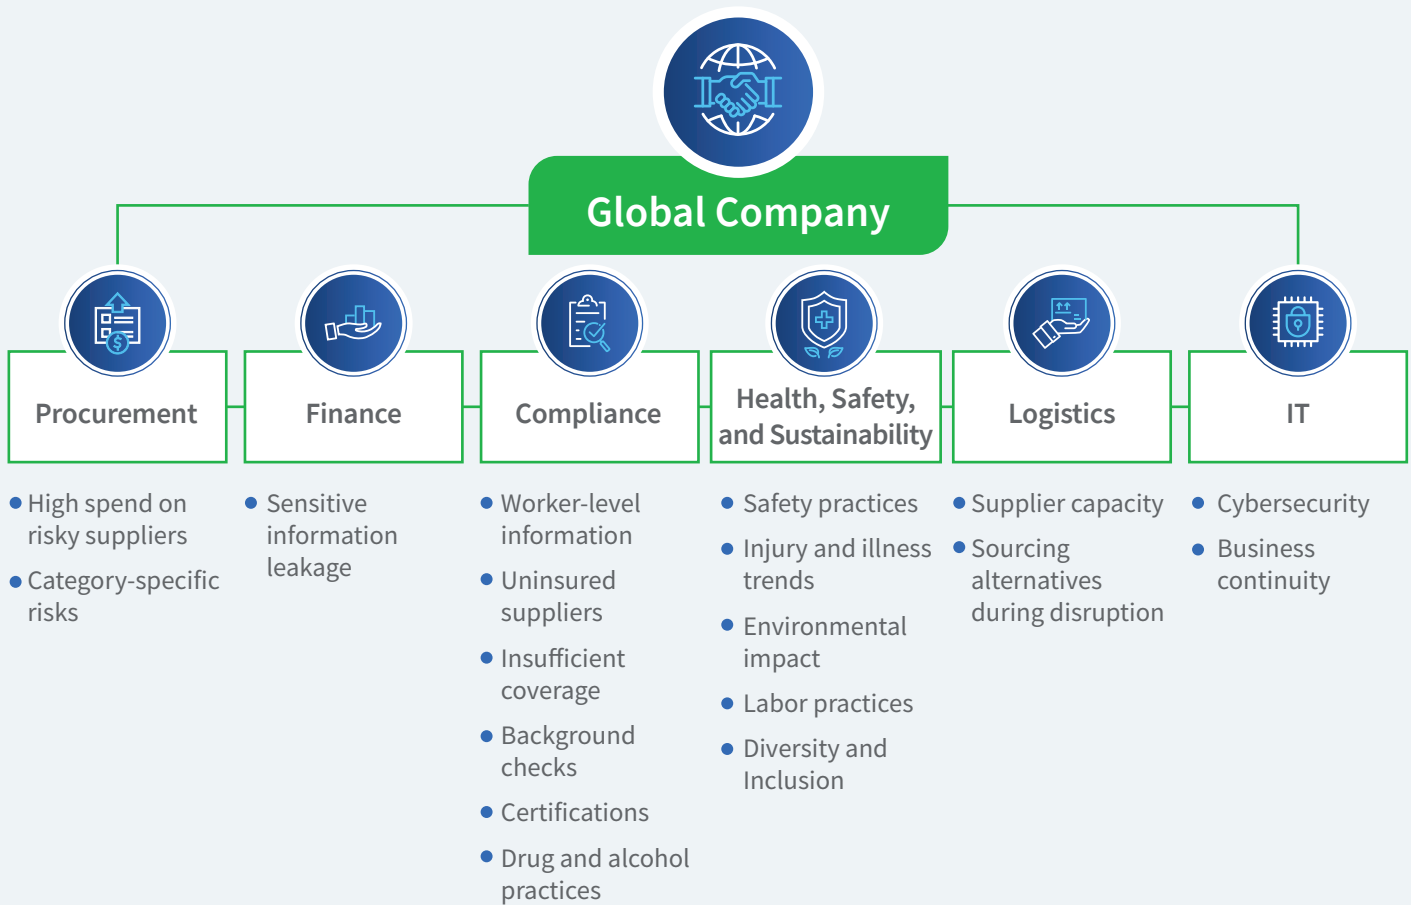 Global Company
Procurement
Finance
Compliance
Health, Safety,
and Sustainability
Logistics
IT
High spend on
risky suppliers
Category-specific
risks
Sensitive
information
leakage
Worker-level
information
Uninsured
suppliers
Insufficient
coverage
Background
checks
Certifications
Drug and alcohol
practices
Safety practices
Injury and illness
trends
Environmental
impact
Labor practices
Diversity and
Inclusion
Supplier capacity
Sourcing
alternatives
during disruption
Cybersecurity
Business
continuity